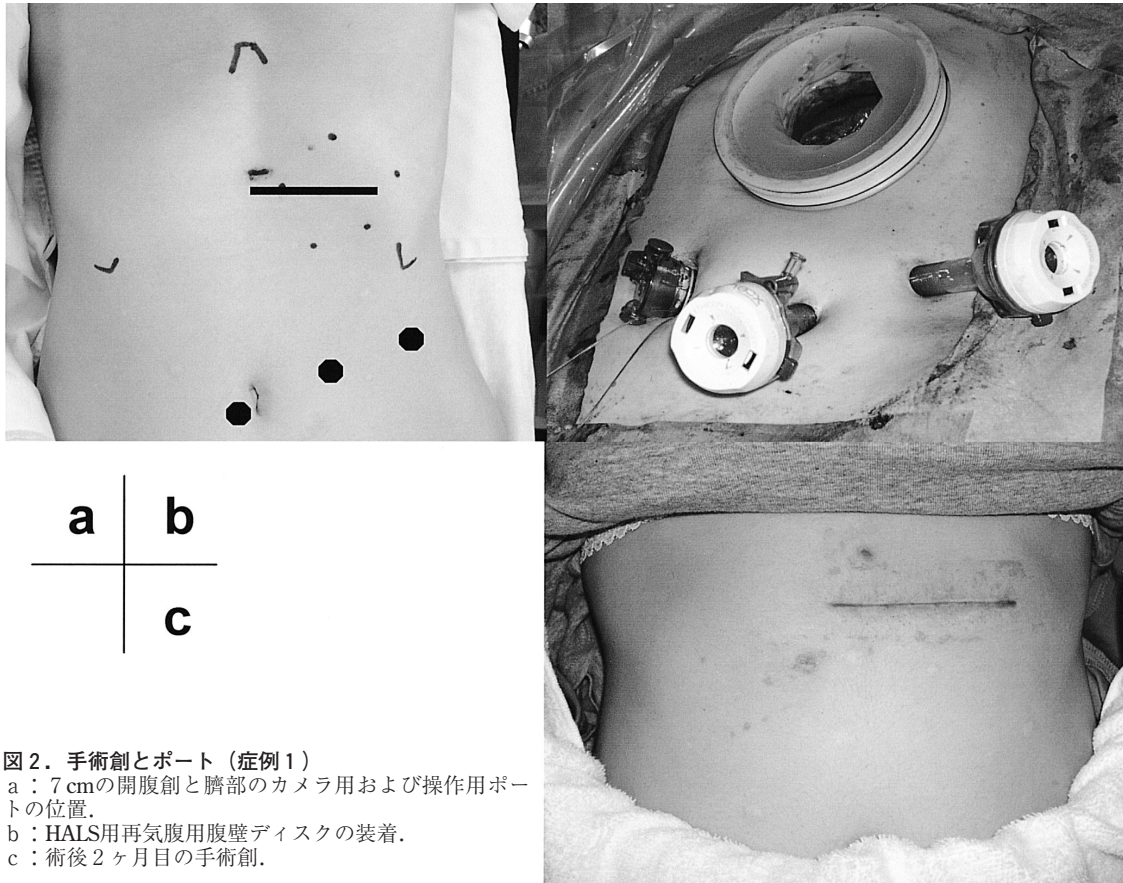 a
b
c
図2．手術創とポート（症例1）
a：7cmの開腹創と臍部のカメラ用および操作用ポー
トの位置．
b：HALS用再気腹用腹壁ディスクの装着．
c：術後2ヶ月目の手術創．